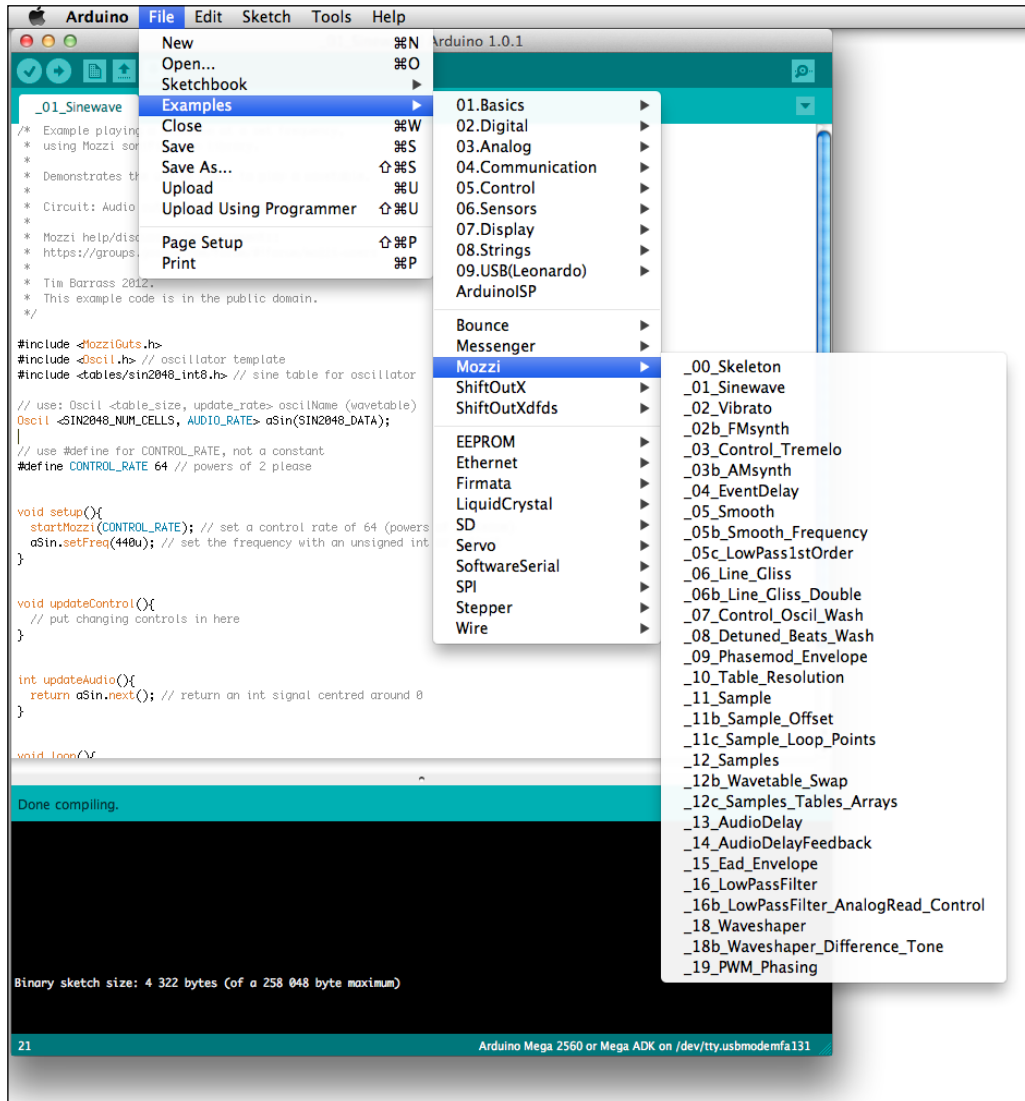 Arduino File Edit Sketch Tools Help
Arduino 1.0.1
New ⌘N
Open... ⌘O
Sketchbook
Examples
Close ⌘W
Save ⌘S
Save As... ⇧⌘S
Upload ⌘U
Upload Using Programmer ⇧⌘U
Page Setup ⇧⌘P
Print ⌘P
01.Basics
02.Digital
03.Analog
04.Communication
05.Control
06.Sensors
07.Display
08.Strings
09.USB(Leonardo)
ArduinoISP
Bounce
Messenger
Mozzi
ShiftOutX
ShiftOutXdfds
EEPROM
Ethernet
Firmata
LiquidCrystal
SD
Servo
SoftwareSerial
SPI
Stepper
Wire
_00_Skeleton
_01_Sinewave
_02_Vibrato
_02b_FMsynth
_03_Control_Tremelo
_03b_AMsynth
_04_EventDelay
_05_Smooth
_05b_Smooth_Frequency
_05c_LowPass1stOrder
_06_Line_Gliss
_06b_Line_Gliss_Double
_07_Control_Oscil_Wash
_08_Detuned_Beats_Wash
_09_Phasemod_Envelope
_10_Table_Resolution
_11_Sample
_11b_Sample_Offset
_11c_Sample_Loop_Points
_12_Samples
_12b_Wavetable_Swap
_12c_Samples_Tables_Arrays
_13_AudioDelay
_14_AudioDelayFeedback
_15_Ead_Envelope
_16_LowPassFilter
_16b_LowPassFilter_AnalogRead_Control
_18_Waveshaper
_18b_Waveshaper_Difference_Tone
_19_PWM_Phasing
_01_Sinewave
/* Example playing
* using Mozzi
*
* Demonstrates
*
* Circuit: Audio
*
* Mozzi
* https://groups.
*
* Tim Barrass 2012.
* This example code is in the public domain.
*/
#include <MozziGuts.h>
#include <Oscil.h> // oscillator template
#include <tables/sin2048_int8.h> // sine table for oscillator
// use: Oscil <table_size, update_rate> oscilName (wavetable)
Oscil <SIN2048_NUM_CELLS, AUDIO_RATE> aSin(SIN2048_DATA);
// use #define for CONTROL_RATE, not a constant
#define CONTROL_RATE 64 // powers of 2 please
void setup(){
startMozzi(CONTROL_RATE); // set a control rate of 64 (powers
aSin.setFreq(440u); // set the frequency with an unsigned int
}
void updateControl(){
// put changing controls in here
}
int updateAudio(){
return aSin.next(); // return an int signal centred around 0
}
void loop(){
Done compiling.
Binary sketch size: 4 322 bytes (of a 258 048 byte maximum)
21 Arduino Mega 2560 or Mega ADK on /dev/tty.usbmodemfa131